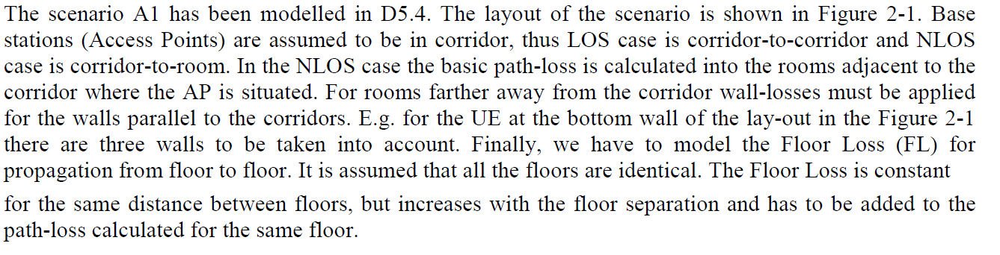 The scenario A1 has been modelled in D5.4. The layout of the scenario is shown in Figure 2-1. Base
stations (Access Points) are assumed to be in corridor, thus LOS case is corridor-to-corridor and NLOS
case is corridor-to-room. In the NLOS case the basic path-loss is calculated into the rooms adjacent to the
corridor where the AP is situated. For rooms farther away from the corridor wall-losses must be applied
for the walls parallel to the corridors. E.g. for the UE at the bottom wall of the lay-out in the Figure 2-1
there are three walls to be taken into account. Finally, we have to model the Floor Loss (FL) for
propagation from floor to floor. It is assumed that all the floors are identical. The Floor Loss is constant
for the same distance between floors, but increases with the floor separation and has to be added to the
path-loss calculated for the same floor.